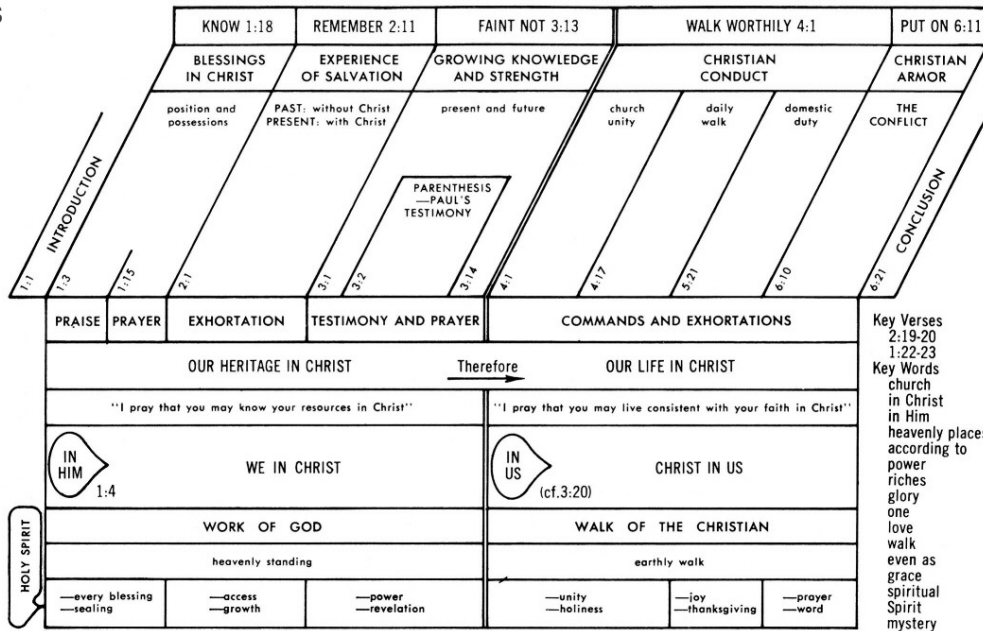 S
KNOW 1:18
REMEMBER 2:11
FAINT NOT 3:13
WALK WORTHILY 4:1
PUT ON 6:11
BLESSINGS
IN CHRIST
EXPERIENCE
OF SALVATION
GROWING KNOWLEDGE
AND STRENGTH
CHRISTIAN
CONDUCT
CHRISTIAN
ARMOR
position and
possessions
PAST: without Christ
PRESENT: with Christ
present and future
church
unity
daily
walk
domestic
duty
THE
CONFLICT
INTRODUCTION
PARENTHESIS
—PAUL'S
TESTIMONY
CONCLUSION
1:1
1:3
1:15
2:1
3:1
3:2
3:14
4:1
4:17
5:21
6:10
6:21
PRAISE
PRAYER
EXHORTATION
TESTIMONY AND PRAYER
COMMANDS AND EXHORTATIONS
OUR HERITAGE IN CHRIST
Therefore
OUR LIFE IN CHRIST
"I pray that you may know your resources in Christ"
"I pray that you may live consistent with your faith in Christ"
IN
HIM
1:4
WE IN CHRIST
IN
US
(cf.3:20)
CHRIST IN US
WORK OF GOD
WALK OF THE CHRISTIAN
heavenly standing
earthly walk
HOLY SPIRIT
—every blessing
—sealing
—access
—growth
—power
—revelation
—unity
—holiness
—joy
—thanksgiving
—prayer
—word
Key Verses
2:19-20
1:22-23
Key Words
church
in Christ
in Him
heavenly places
according to
power
riches
glory
one
love
walk
even as
grace
spiritual
Spirit
mystery